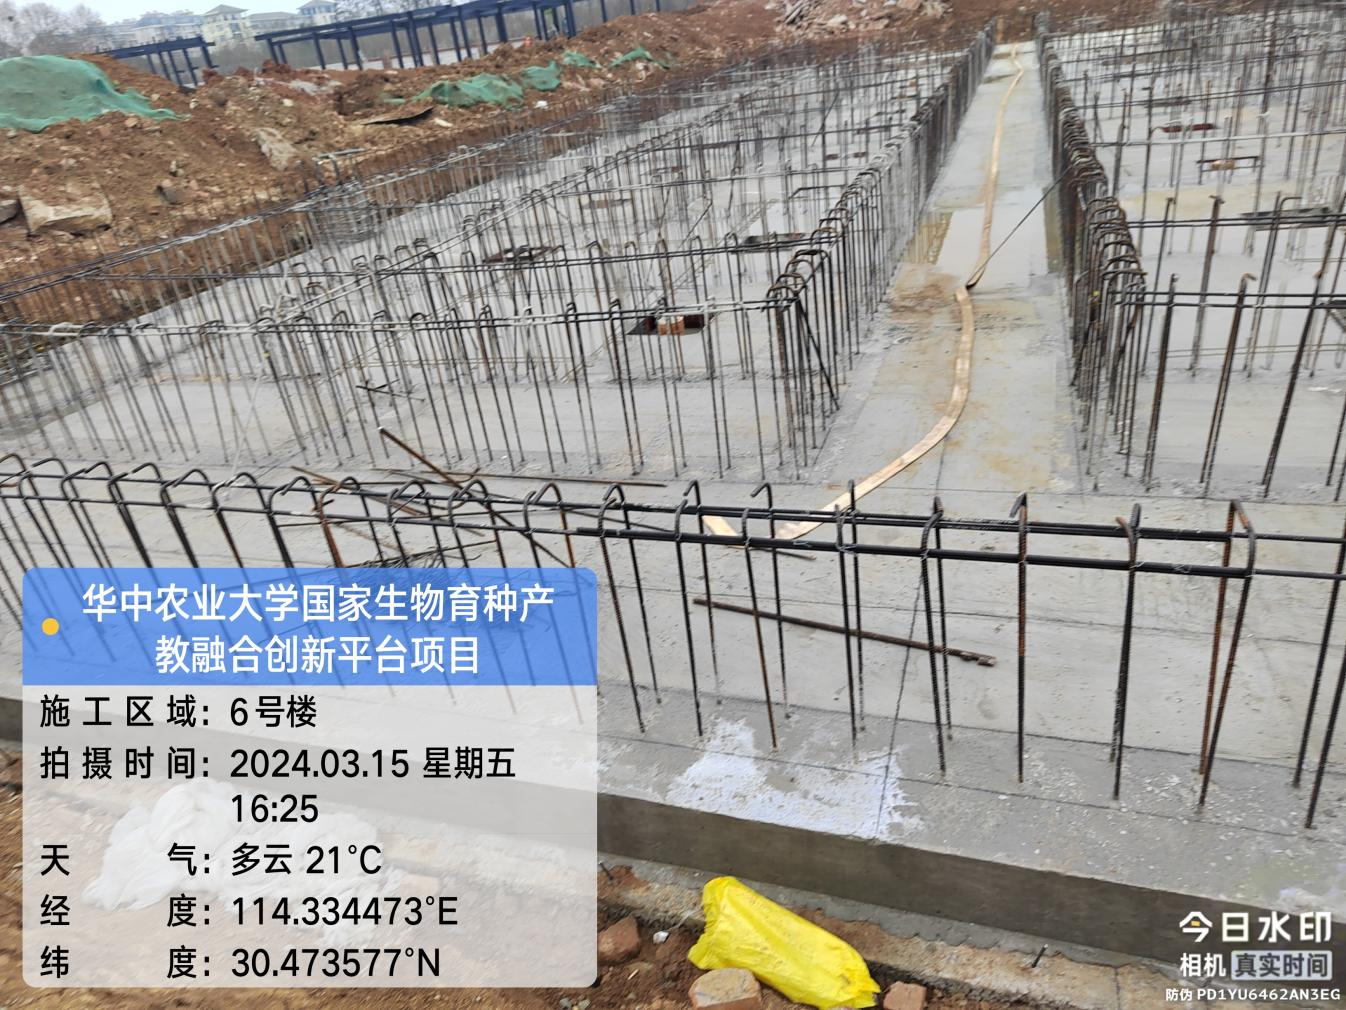 华中农业大学国家生物育种产
教融合创新平台项目
施工区域：6号楼
拍摄时间：2024.03.15 星期五
16:25
天气：多云 21°C
经度：114.334473°E
纬度：30.473577°N
今日水印
相机 真实时间
防伪 PD1YU6462AN3EG